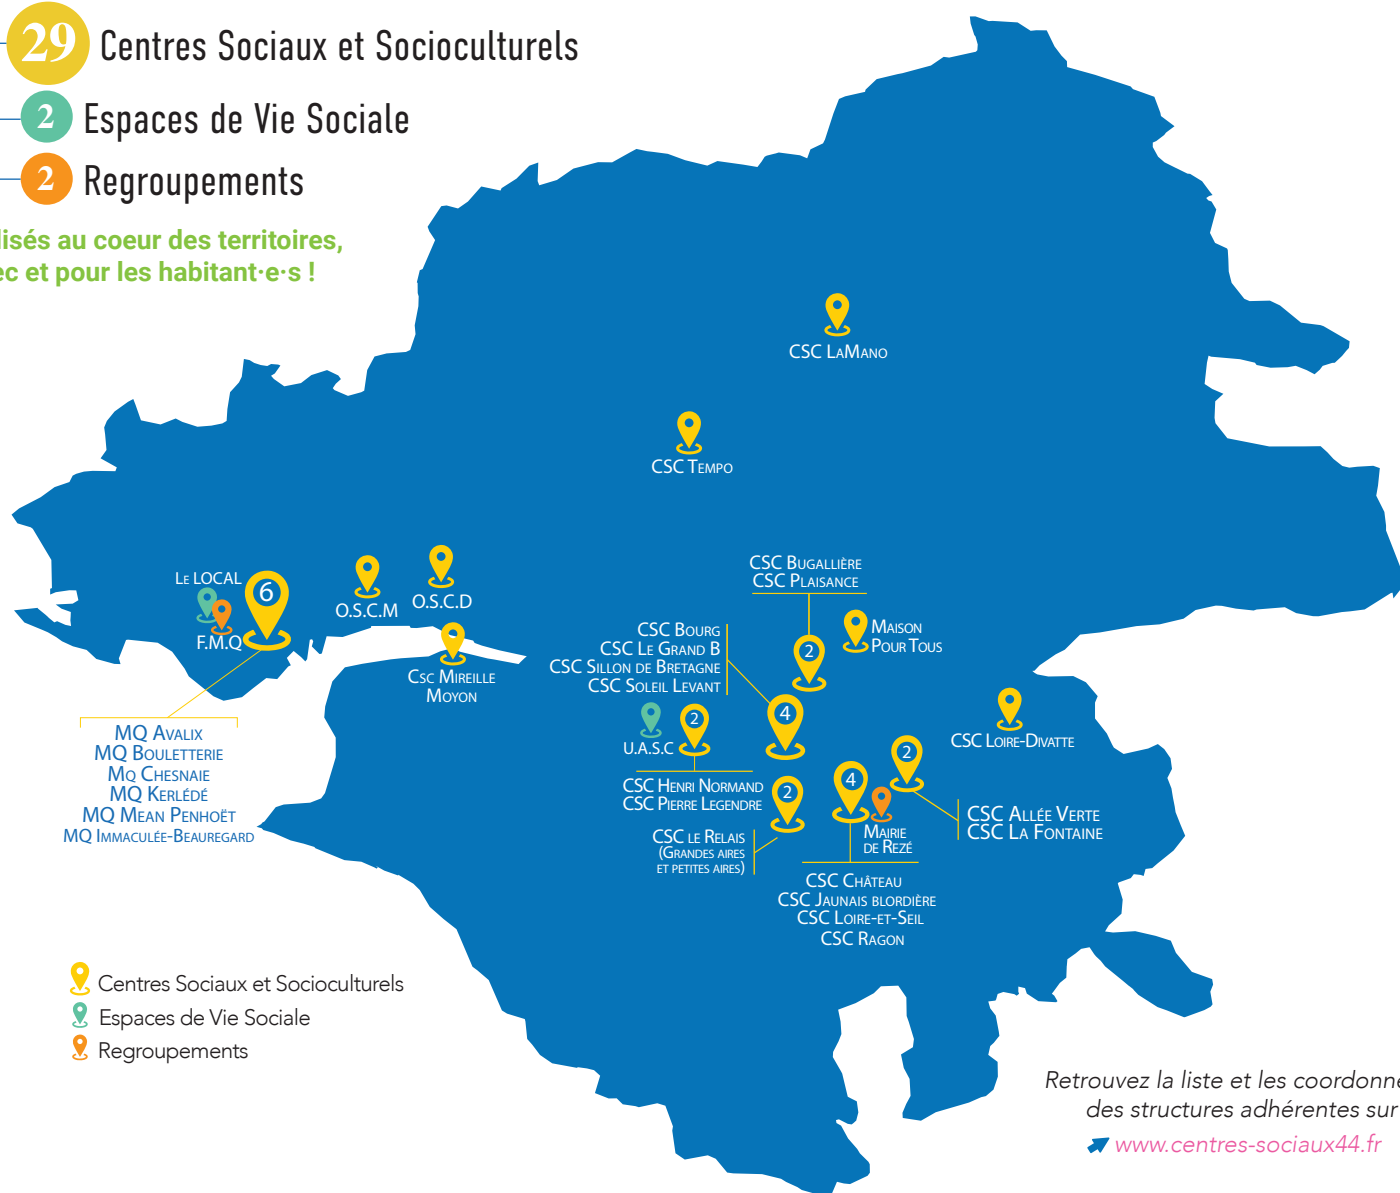 29 Centres Sociaux et Socioculturels
2 Espaces de Vie Sociale
2 Regroupements
au coeur des territoires,
et pour les habitant·e·s !
CSC LaMano
CSC Tempo
Le LOCAL
F.M.Q
6
O.S.C.M
O.S.C.D
Csc Mireille
Moyon
MQ Avalix
MQ Bouletterie
Mq Chesnaie
MQ Kerlédé
MQ Mean Penhoët
MQ Immaculée-Beauregard
CSC Bugallière
CSC Plaisance
2
Maison
Pour Tous
CSC Bourg
CSC Le Grand B
CSC Sillon de Bretagne
CSC Soleil Levant
4
U.A.S.C
2
CSC Henri Normand
CSC Pierre Legendre
2
CSC le Relais
(Grandes aires
et petites aires)
4
Mairie
de Rezé
CSC Château
CSC Jaunais blordière
CSC Loire-et-Seil
CSC Ragon
2
CSC Allée Verte
CSC La Fontaine
CSC Loire-Divatte
Centres Sociaux et Socioculturels
Espaces de Vie Sociale
Regroupements
Retrouvez la liste et les
des structures adhérentes sur
www.centres-sociaux44.fr